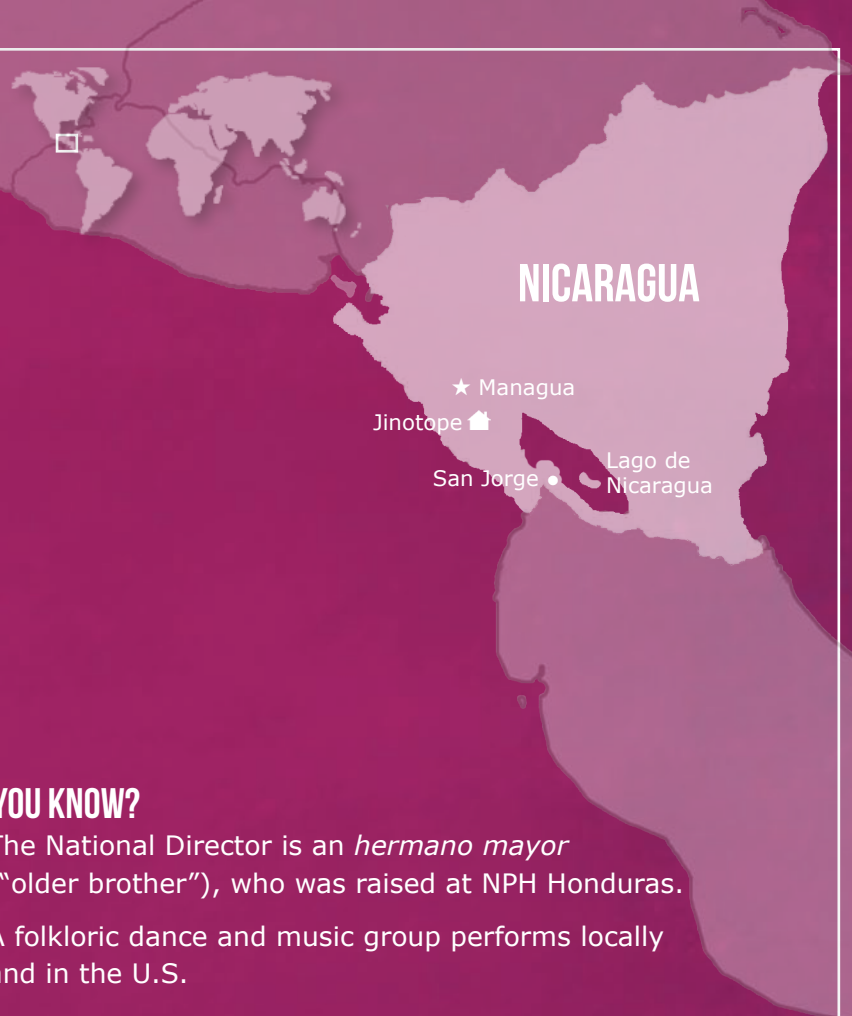 NICARAGUA
Managua
Jinotope
San Jorge
Lago de
Nicaragua
YOU KNOW?
The National Director is an hermano mayor
“older brother”), who was raised at NPH Honduras.
A folkloric dance and music group performs locally
and in the U.S.